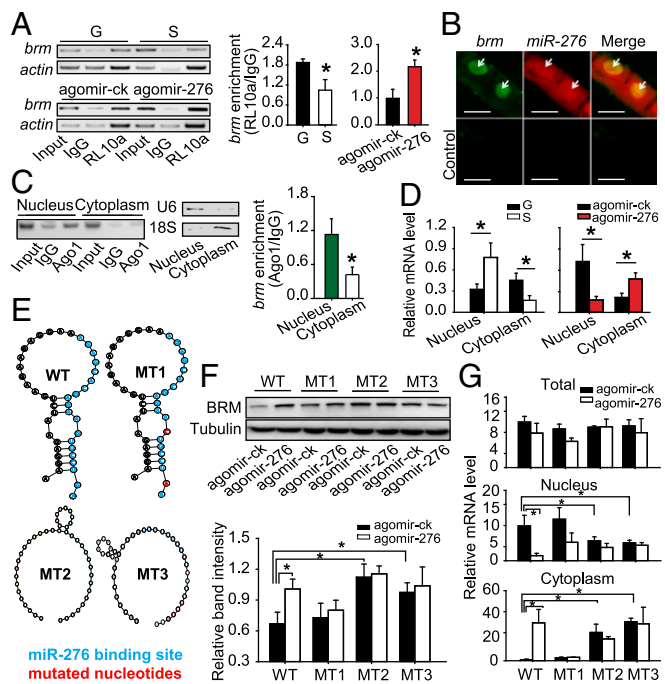 A
G
S
brm
actin
agomir-ck
agomir-276
brm
actin
Input
IgG
RL10a
Input
IgG
RL10a
brm enrichment
(RL10a/IgG)
2.4
1.8
1.2
0.6
0.0
*
G
S
3
2
1
0
*
agomir-ck
agomir-276
B
brm
miR-276
Merge
Control
C
Nucleus
Cytoplasm
Input
IgG
Ago1
Input
IgG
Ago1
U6
18S
Nucleus
Cytoplasm
brm enrichment
(Ago1/IgG)
1.8
1.2
0.6
0.0
*
Nucleus
Cytoplasm
D
G
S
agomir-ck
agomir-276
Relative mRNA level
1.2
0.9
0.6
0.3
0.0
*
*
*
*
Nucleus
Cytoplasm
Nucleus
Cytoplasm
E
WT
MT1
MT2
MT3
miR-276 binding site
mutated nucleotides
F
WT
MT1
MT2
MT3
BRM
Tubulin
agomir-ck
agomir-276
agomir-ck
agomir-276
agomir-ck
agomir-276
agomir-ck
agomir-276
agomir-ck
agomir-276
Relative band intensity
1.5
1.2
0.9
0.6
0.3
*
*
*
WT
MT1
MT2
MT3
G
Total
agomir-ck
agomir-276
Relative mRNA level
16
12
8
4
0
Nucleus
20
15
10
5
0
*
*
*
Cytoplasm
60
40
20
0
*
*
*
WT
MT1
MT2
MT3